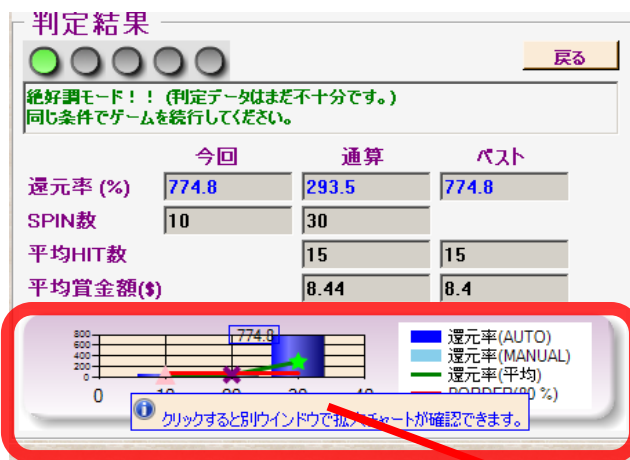 判定結果
戻る
絶好調モード！！ (判定データはまだ不十分です。)
同じ条件でゲームを続行してください。
今回 通算 ベスト
還元率 (%) 774.8 293.5 774.8
SPIN数 10 30
平均HIT数 15 15
平均賞金額($) 8.44 8.4
800
600
400
200
0
774.8
0 10 20 30 40
還元率(AUTO)
還元率(MANUAL)
還元率(平均)
BORDER(80 %)
クリックすると別ウインドウで拡大チャートが確認できます。